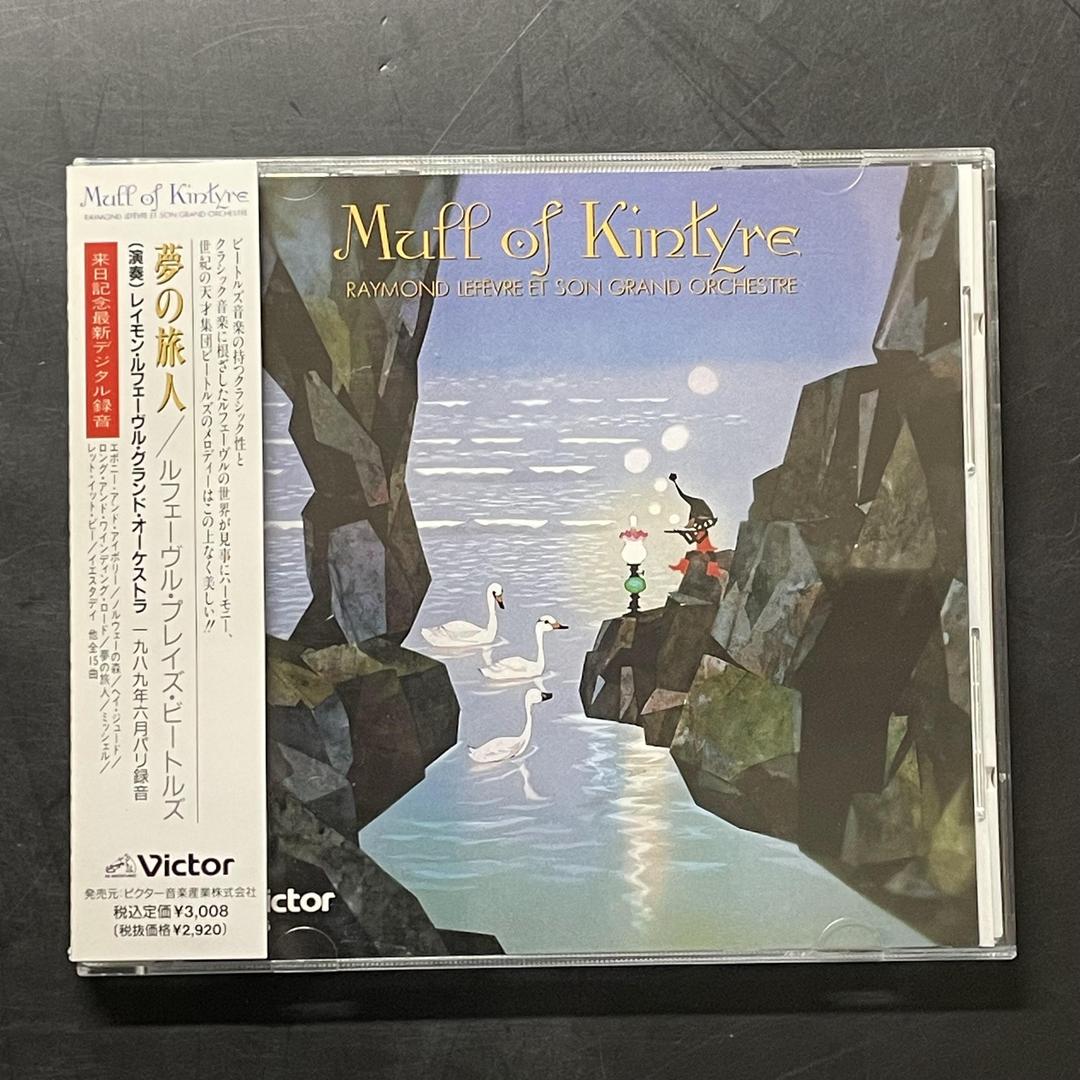 Mull of Kintyre
RAYMOND LEFÈVRE ET SON GRAND ORCHESTRE
ビートルズ音楽の持つクラシック性と
クラシック音楽に根ざしたルフェーヴルの世界が見事にハーモニー、
世紀の天才集団ビートルズのメロディーはこの上なく美しい!!
夢の旅人/ルフェーヴル・プレイズ・ビートルズ
(演奏)レイモン・ルフェーヴル・グランド・オーケストラ 一九八九年六月パリ録音
来日記念最新デジタル録音
エボニー・アンド・アイボリー/ノルウェーの森/ヘイ・ジュード/
ロング・アンド・ワインディング・ロード/夢の旅人/ミッシェル/
レット・イット・ビー/イエスタデイ 他全15曲
Victor
発売元:ビクター音楽産業株式会社
税込定価¥3,008
(税抜価格¥2,920)
Mull of Kintyre
RAYMOND LEFÈVRE ET SON GRAND ORCHESTRE
ictor